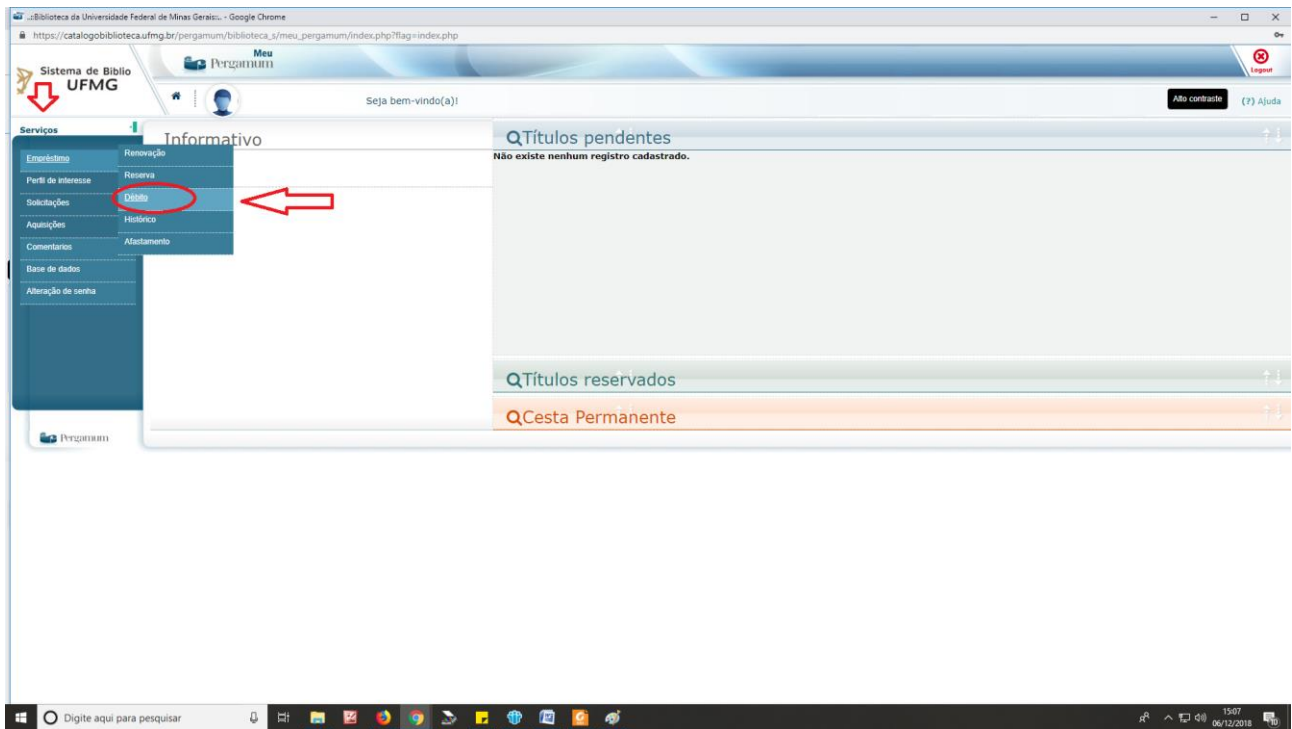 .::Biblioteca da Universidade Federal de Minas Gerais::.. - Google Chrome
https://catalogobiblioteca.ufmg.br/pergamum/biblioteca_s/meu_pergamum/index.php?flag=index.php
Sistema de Biblio
UFMG
Meu
Pergamum
Logout
Seja bem-vindo(a)!
Alto contraste
(?) Ajuda
Serviços
Empréstimo
Perfil de interesse
Solicitações
Aquisições
Comentarios
Base de dados
Alteração de senha
Renovação
Reserva
Débito
Histórico
Afastamento
Informativo
Títulos pendentes
Não existe nenhum registro cadastrado.
Títulos reservados
Cesta Permanente
Pergamum
Digite aqui para pesquisar
15:07
06/12/2018